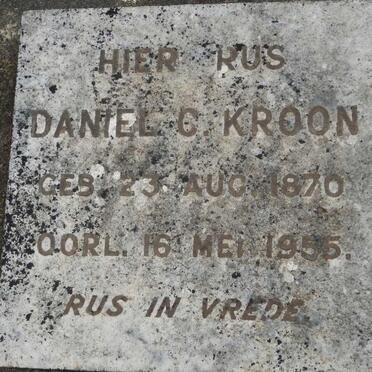 HIER RUS
DANIEL C. KROON
GEB. 23 AUG 1870
OORL. 16 MEI 1955.
RUS IN VREDE.